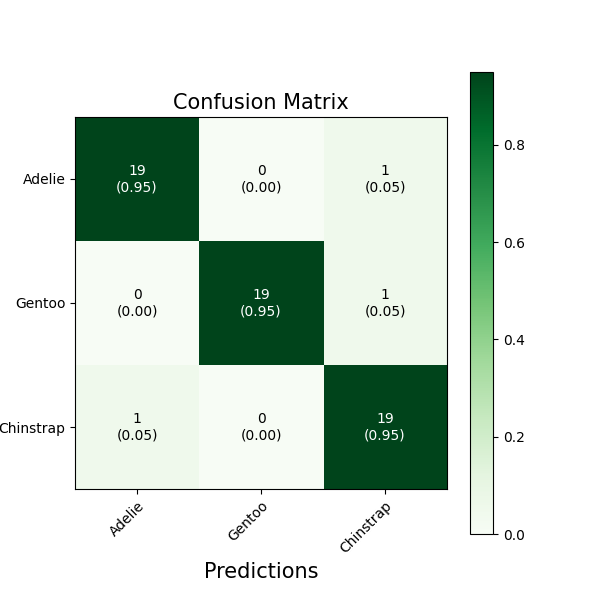 Confusion Matrix
Adelie
19
(0.95)
0
(0.00)
1
(0.05)
Gentoo
0
(0.00)
19
(0.95)
1
(0.05)
Chinstrap
1
(0.05)
0
(0.00)
19
(0.95)
Adelie
Gentoo
Chinstrap
Predictions
0.8
0.6
0.4
0.2
0.0